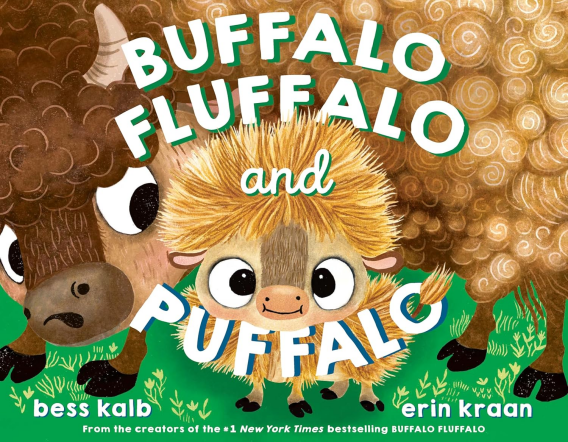 BUFFALO
FLUFFALO
and
PUFFALO
bess kalb
erin kraan
From the creators of the #1 New York Times bestselling BUFFALO FLUFFALO